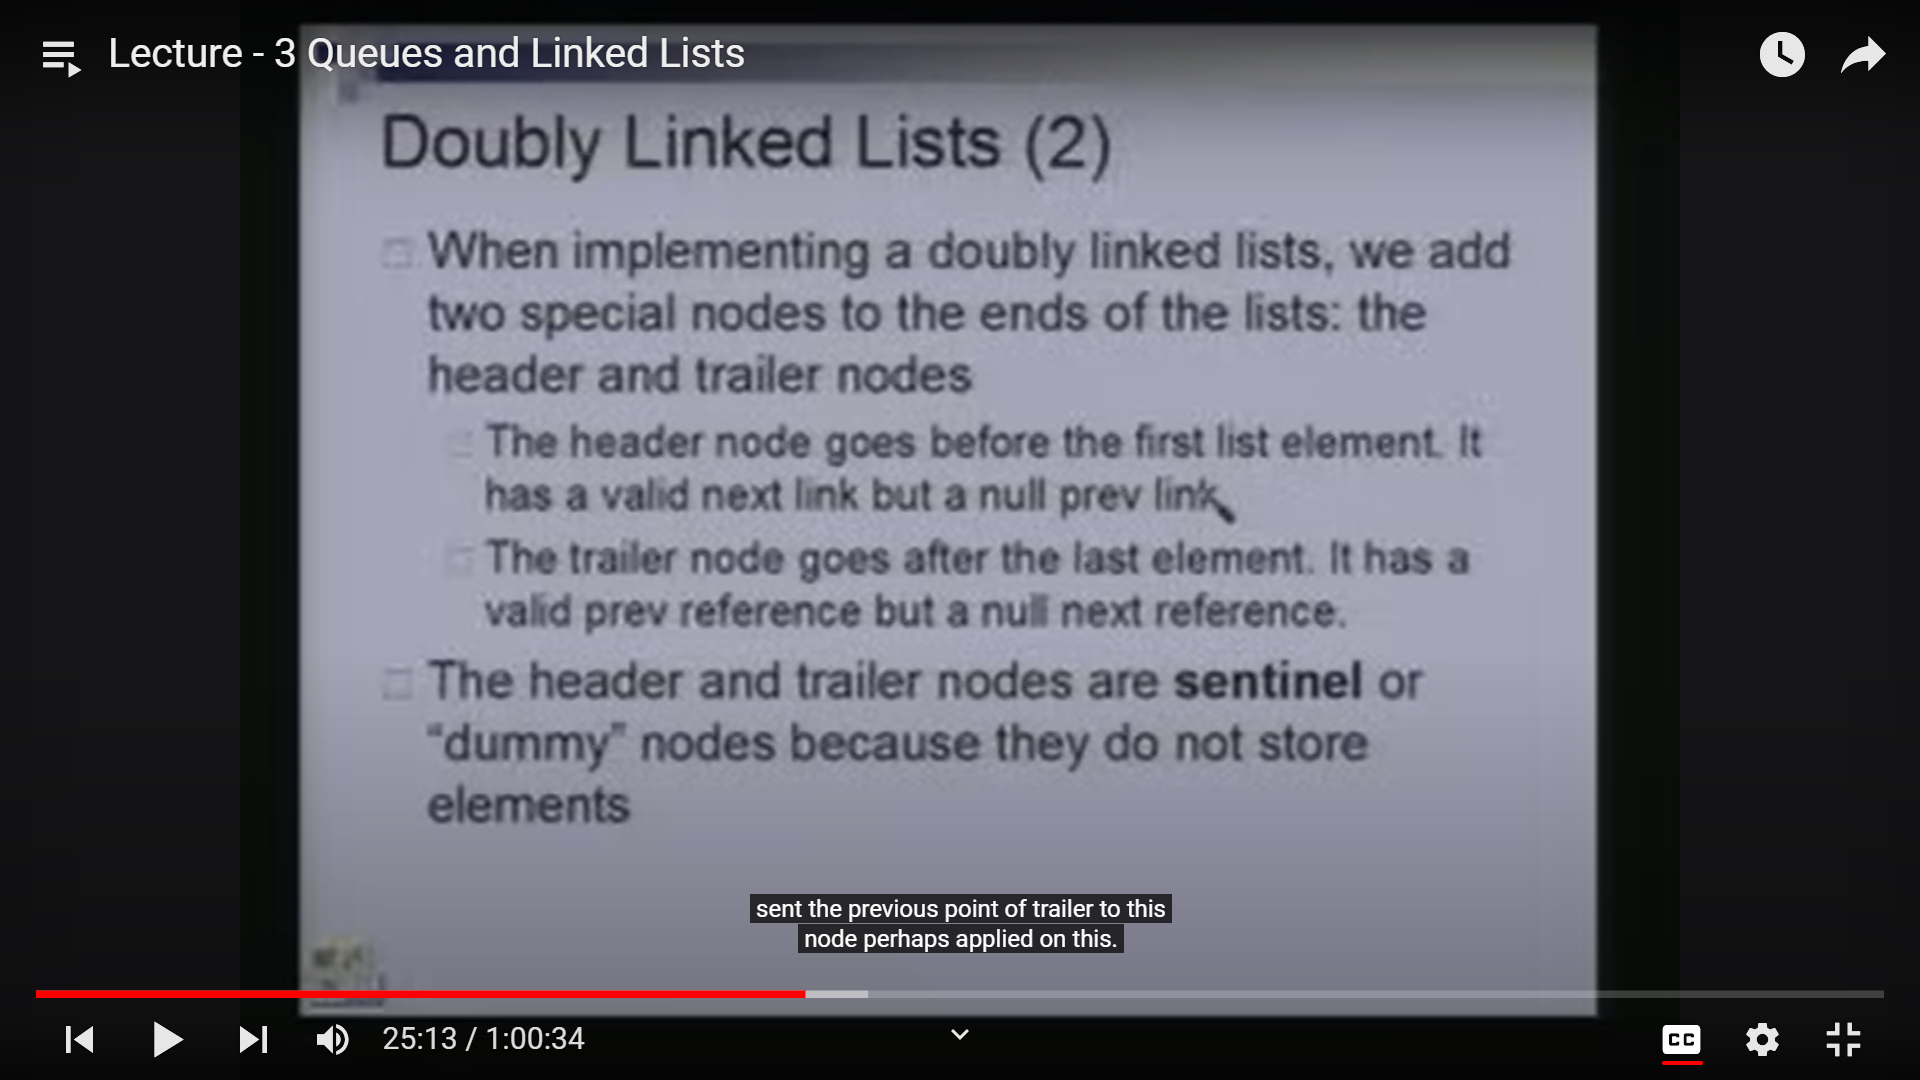 Lecture - 3 Queues and Linked Lists
Doubly Linked Lists (2)
When implementing a doubly linked lists, we add
two special nodes to the ends of the lists: the
header and trailer nodes
The header node goes before the first list element. It
has a valid next link but a null prev link
The trailer node goes after the last element. It has a
valid prev reference but a null next reference.
The header and trailer nodes are sentinel or
"dummy" nodes because they do not store
elements
sent the previous point of trailer to this
node perhaps applied on this.
25:13 / 1:00:34
CC